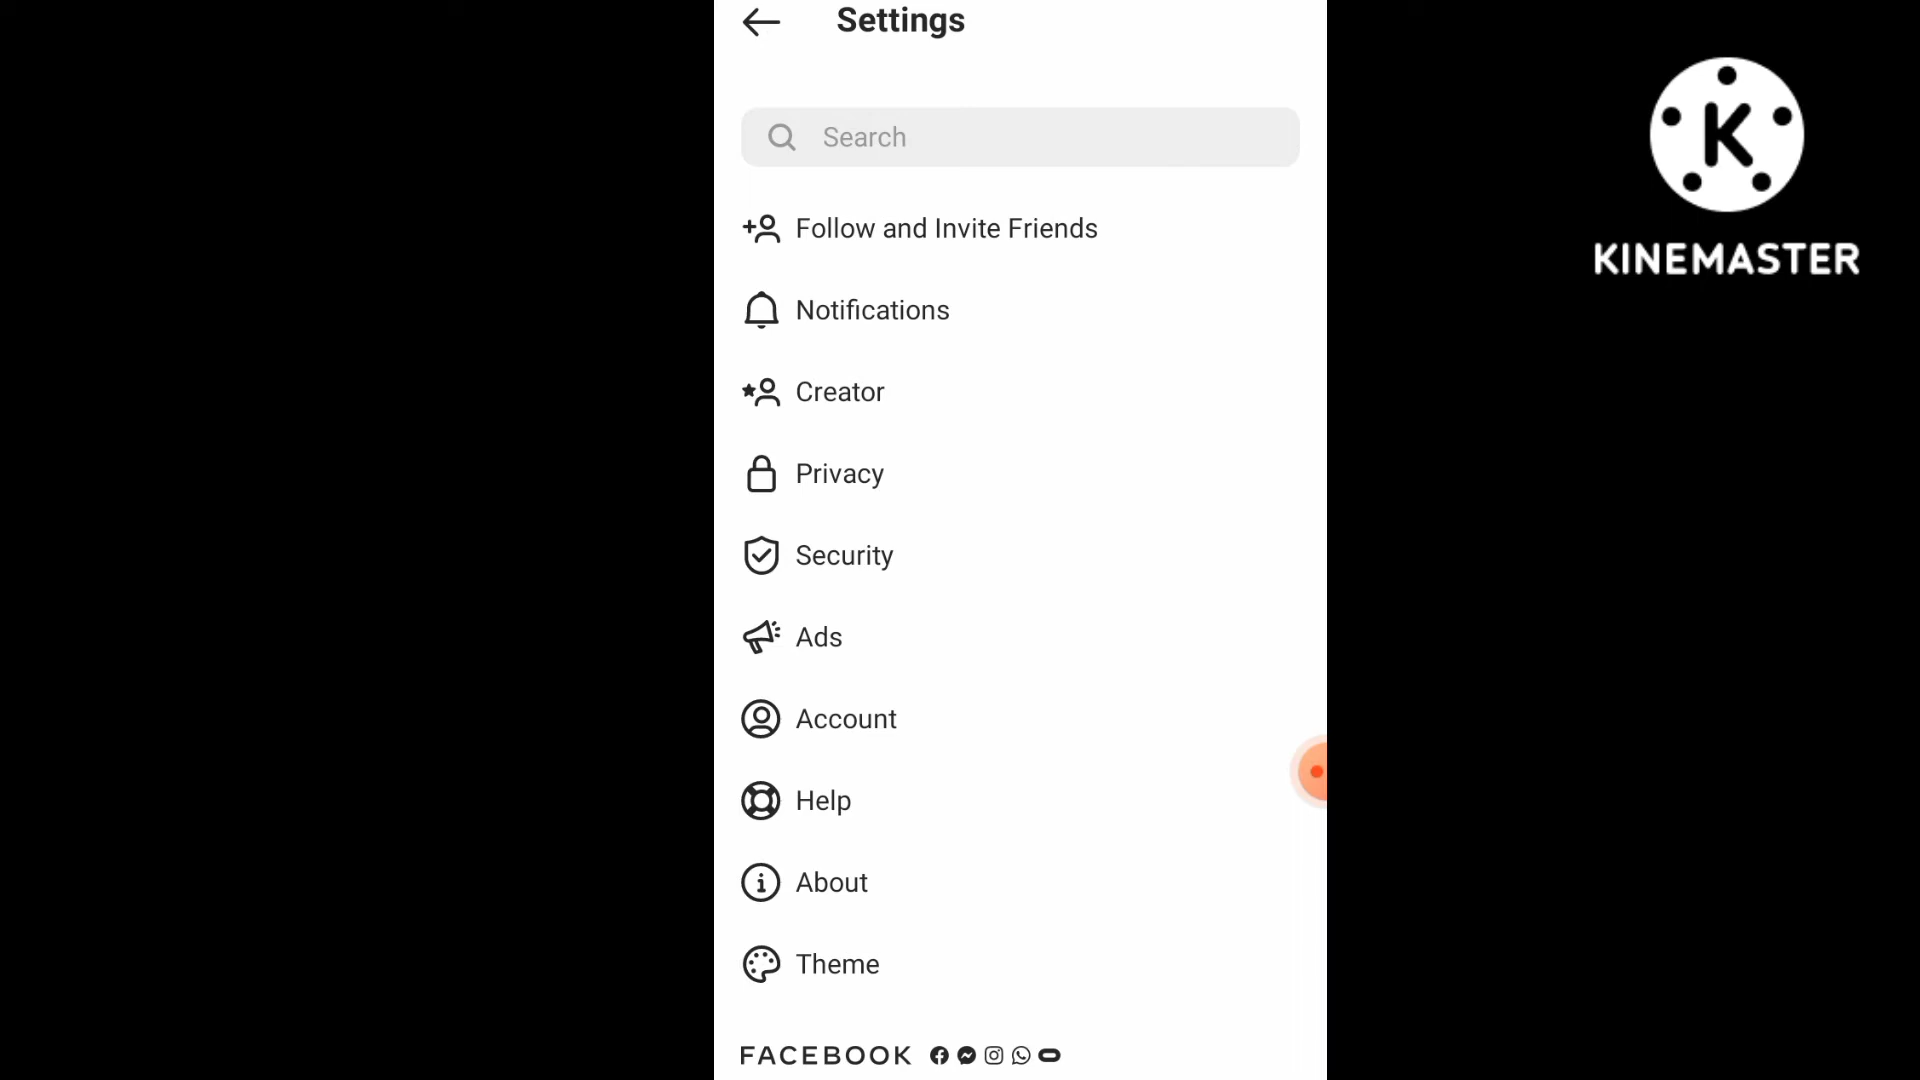 Settings
Search
Follow and Invite Friends
Notifications
Creator
Privacy
Security
Ads
Account
Help
About
Theme
FACEBOOK
K
KINEMASTER